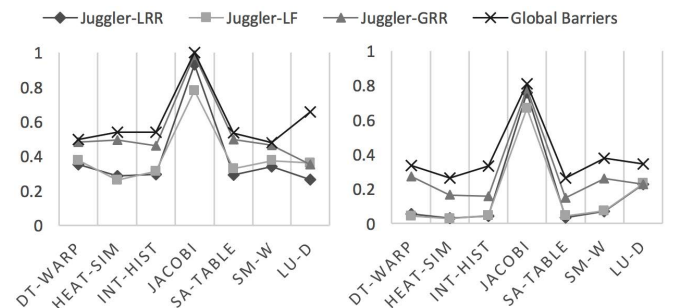 Juggler-LRR Juggler-LF Juggler-GRR Global Barriers
1
0.8
0.6
0.4
0.2
0
DT-WARP
HEAT-SIM
INT-HIST
JACOBI
SA-TABLE
SM-W
LU-D
1
0.8
0.6
0.4
0.2
0
DT-WARP
HEAT-SIM
INT-HIST
JACOBI
SA-TABLE
SM-W
LU-D